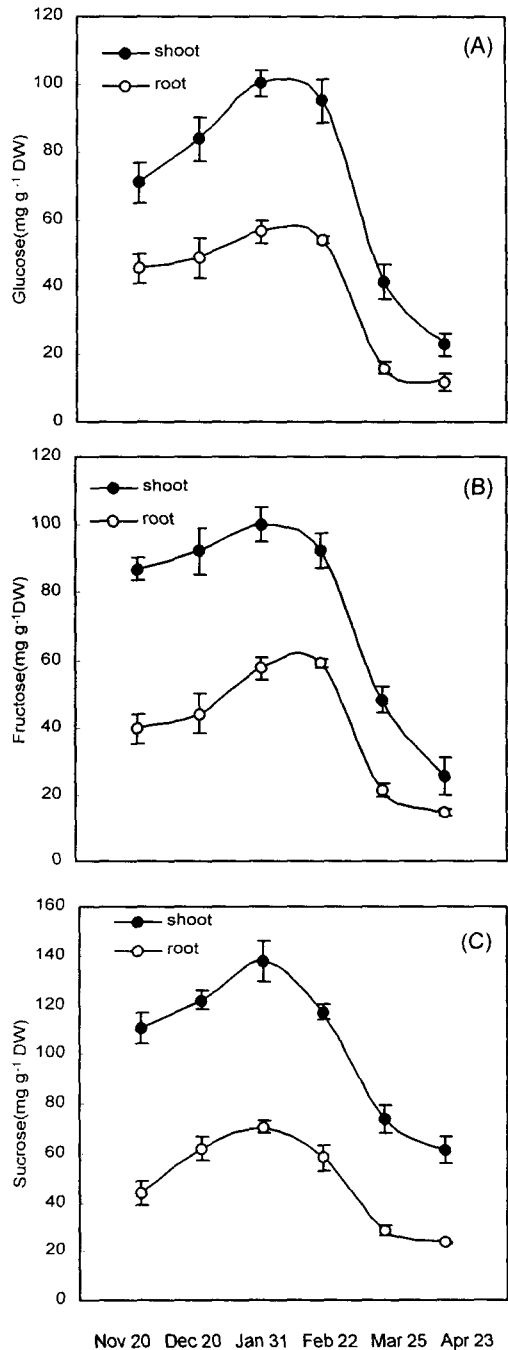 120
(A)
shoot
root
100
80
60
40
20
0
Glucose(mg g -1 DW)
120
(B)
shoot
root
100
80
60
40
20
0
Fructose(mg g-1DW)
160
(C)
shoot
root
140
120
100
80
60
40
20
0
Sucrose(mg g-1 DW)
Nov 20 Dec 20 Jan 31 Feb 22 Mar 25 Apr 23